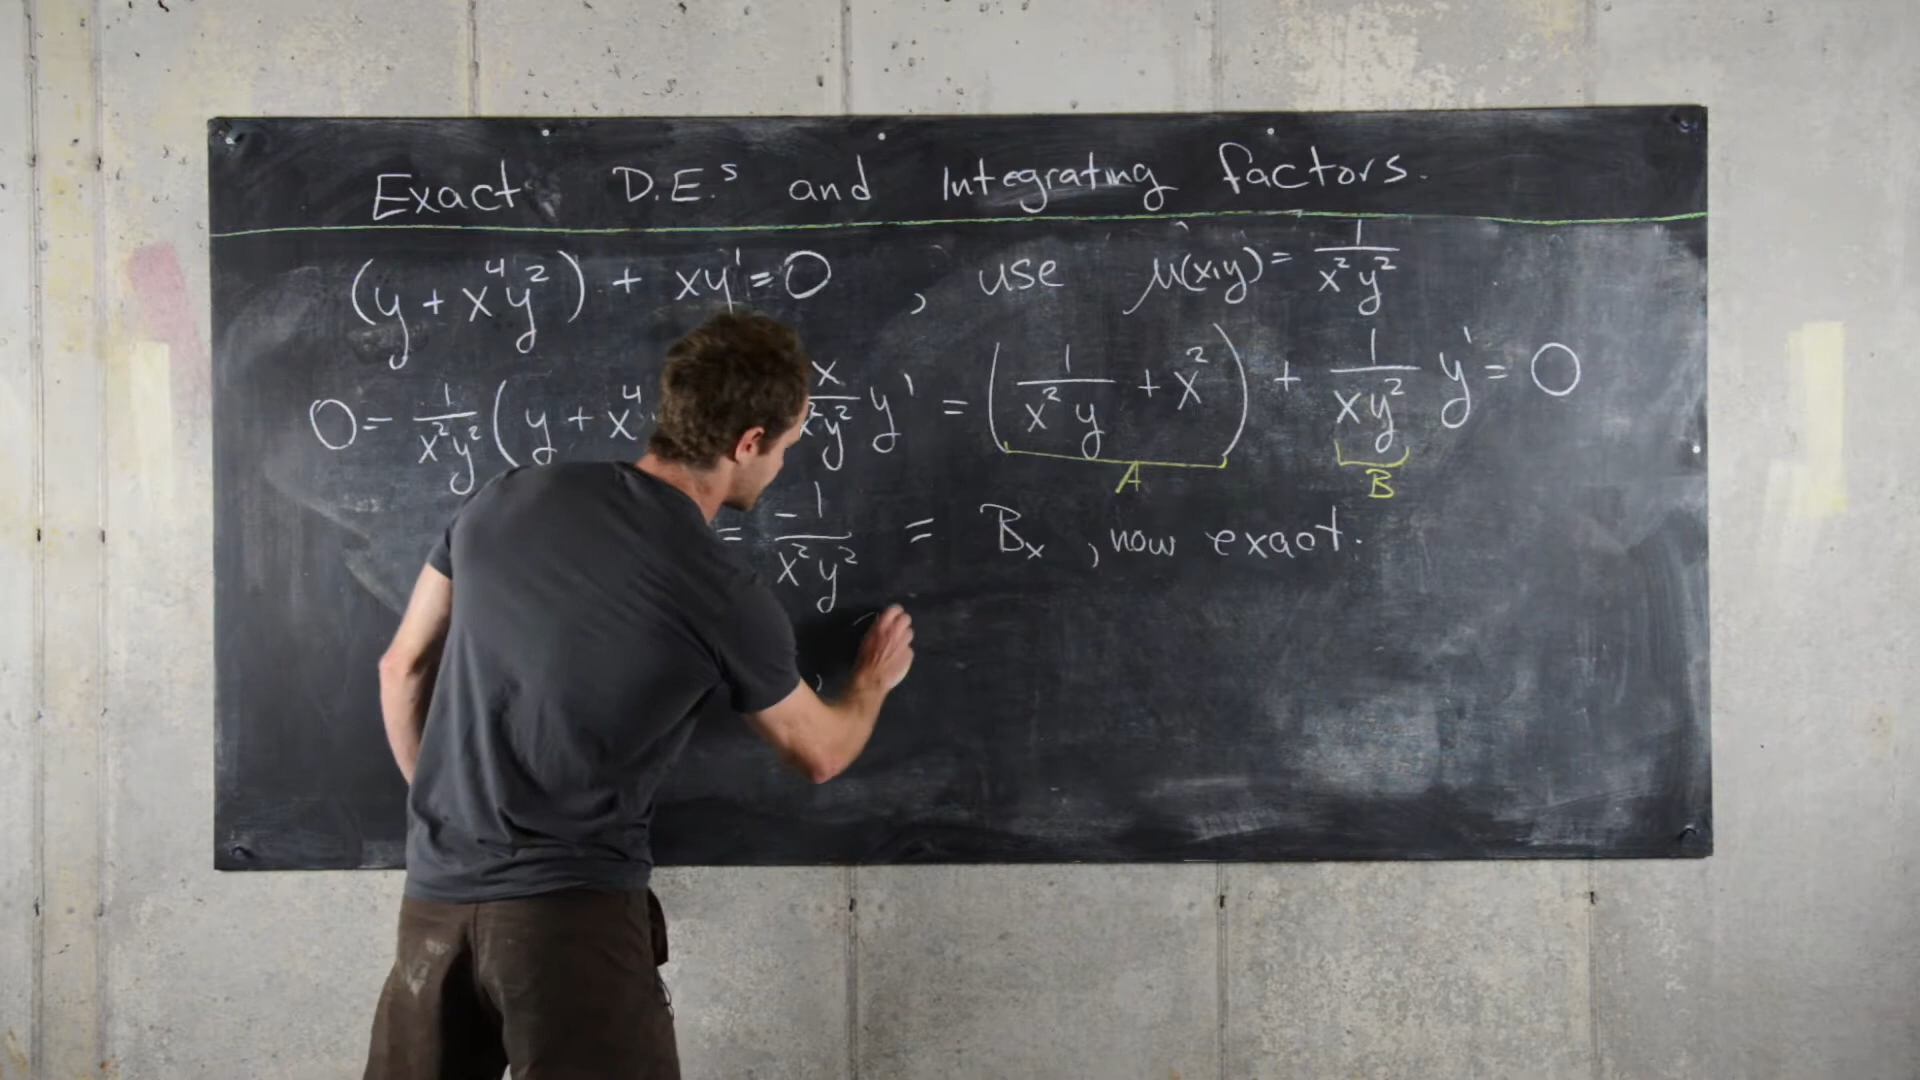 Exact D.E.s and Integrating factors.
(y + x⁴y²) + xy' = 0 , use μ(x,y) = 1/(x²y²)
0 = 1/(x²y²) (y + x⁴ x/(x²y²) y' = (1/(x²y) + x²) + 1/(xy²) y' = 0
A B
= -1/(x²y²) = Bₓ , now exact.